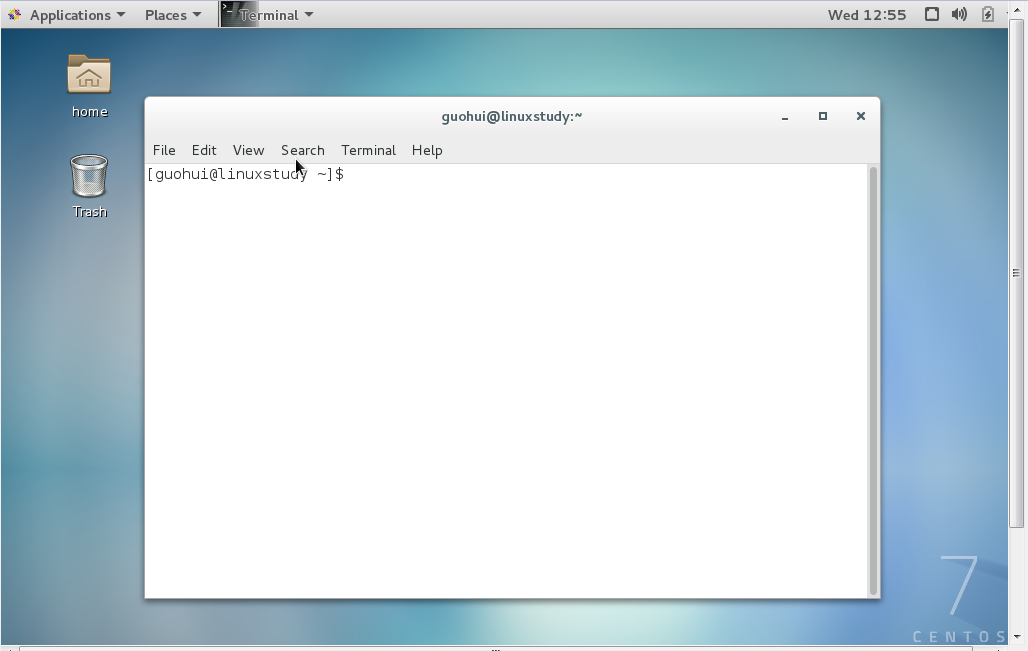 Applications Places Terminal Wed 12:55
home
Trash
guohui@linuxstudy:~
File Edit View Search Terminal Help
[guohui@linuxstudy ~]$
7
CENTOS